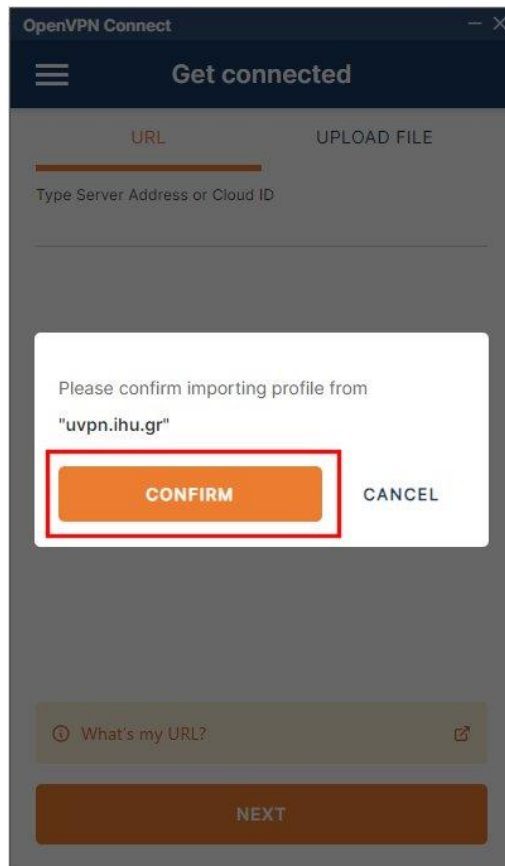 OpenVPN Connect
Get connected
URL
UPLOAD FILE
Type Server Address or Cloud ID
Please confirm importing profile from
"uvpn.ihu.gr"
CONFIRM
CANCEL
What's my URL?
NEXT